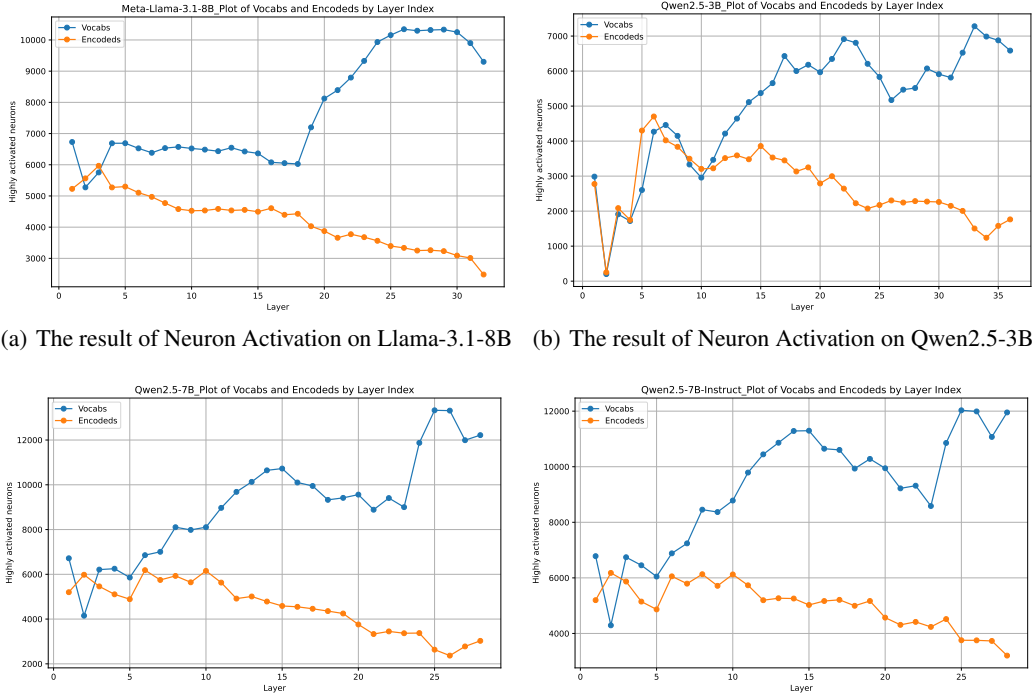 Meta-Llama-3.1-8B_Plot of Vocabs and Encodeds by Layer Index
Vocabs
Encodeds
Highly activated neurons
10000
9000
8000
7000
6000
5000
4000
3000
0 5 10 15 20 25 30
Layer
Qwen2.5-3B_Plot of Vocabs and Encodeds by Layer Index
Vocabs
Encodeds
Highly activated neurons
7000
6000
5000
4000
3000
2000
1000
0
0 5 10 15 20 25 30 35
Layer
(a) The result of Neuron Activation on Llama-3.1-8B
(b) The result of Neuron Activation on Qwen2.5-3B
Qwen2.5-7B_Plot of Vocabs and Encodeds by Layer Index
Vocabs
Encodeds
Highly activated neurons
12000
10000
8000
6000
4000
2000
0 5 10 15 20 25
Layer
Qwen2.5-7B-Instruct_Plot of Vocabs and Encodeds by Layer Index
Vocabs
Encodeds
Highly activated neurons
12000
10000
8000
6000
4000
0 5 10 15 20 25
Layer